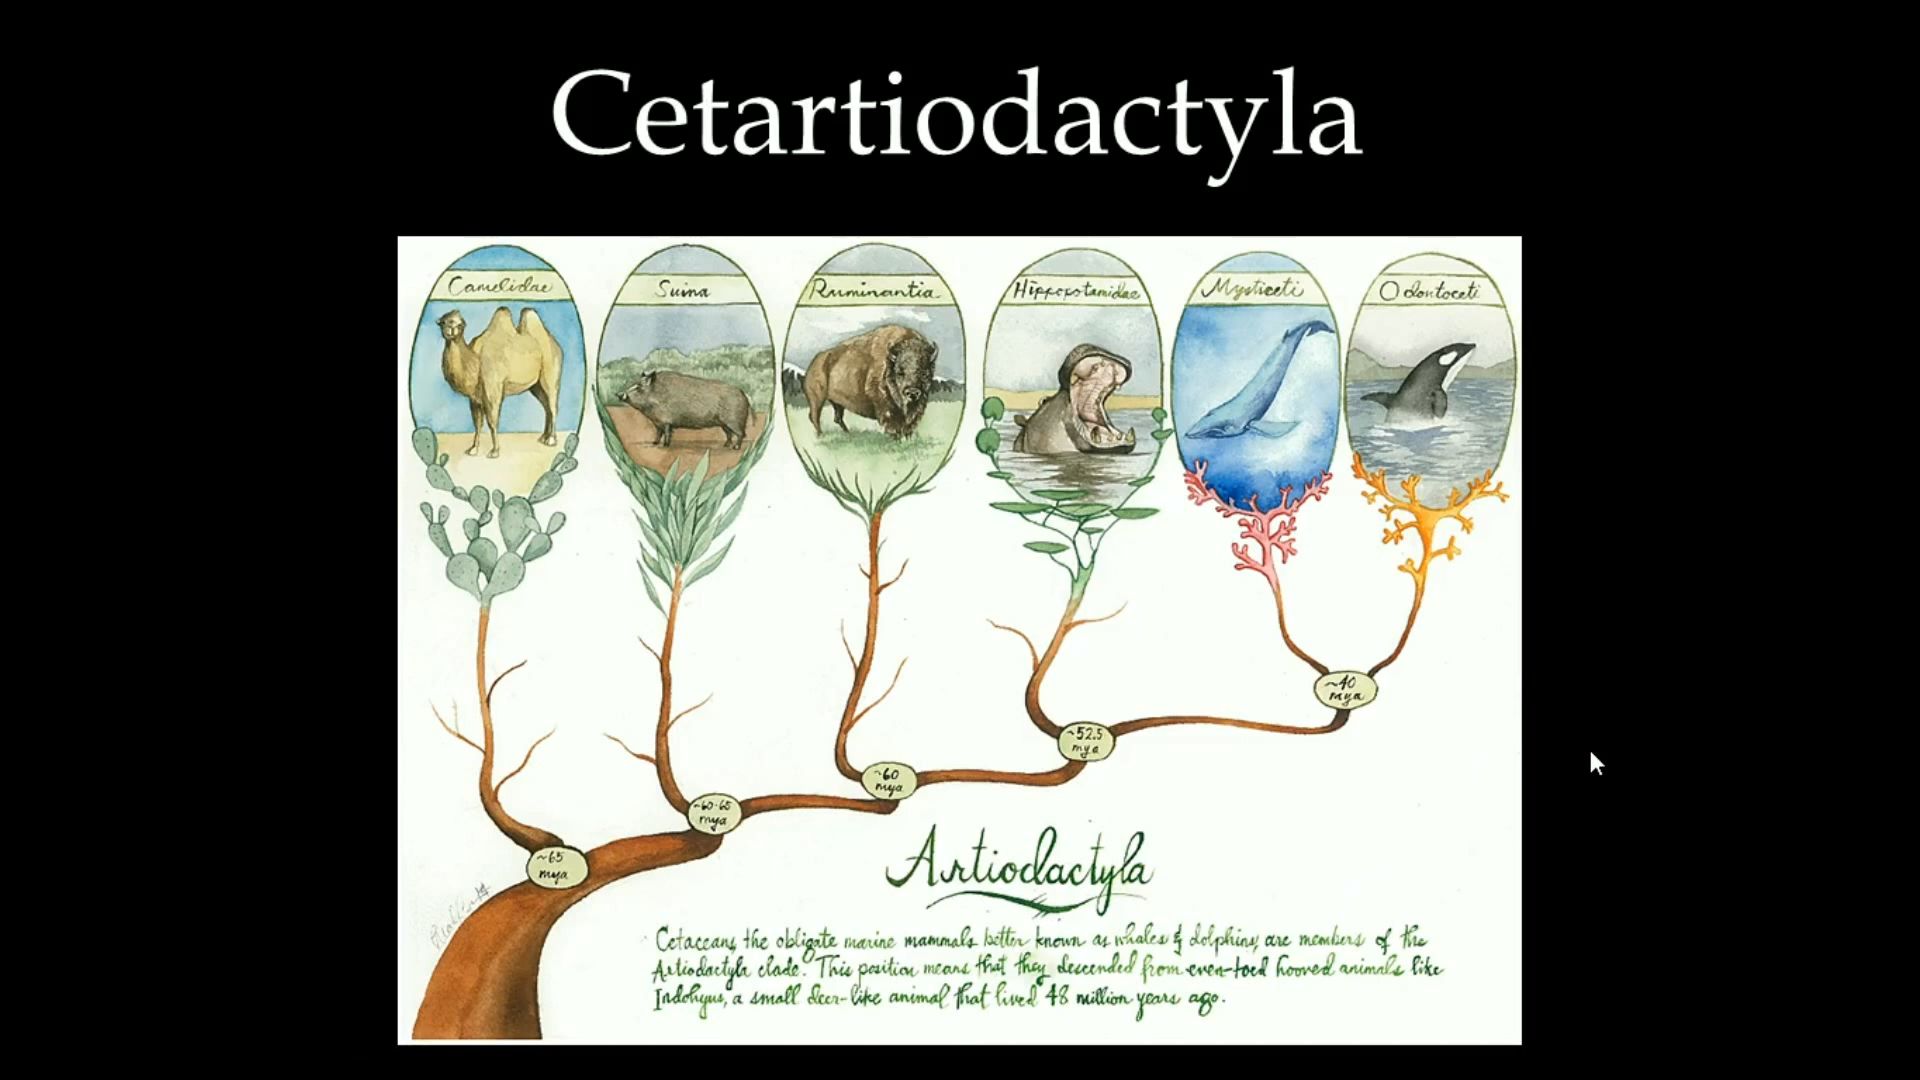 Cetartiodactyla
Camelidae
Suina
Ruminantia
Hippopotamidae
Mysticeti
Odontoceti
~40
mya
~52.5
mya
~60
mya
~60-65
mya
~65
mya
Artiodactyla
Cetaceans, the obligate marine mammals better known as whales & dolphins, are members of the
Artiodactyla clade. This position means that they descended from even-toed hooved animals like
Indohyus, a small deer-like animal that lived 48 million years ago.